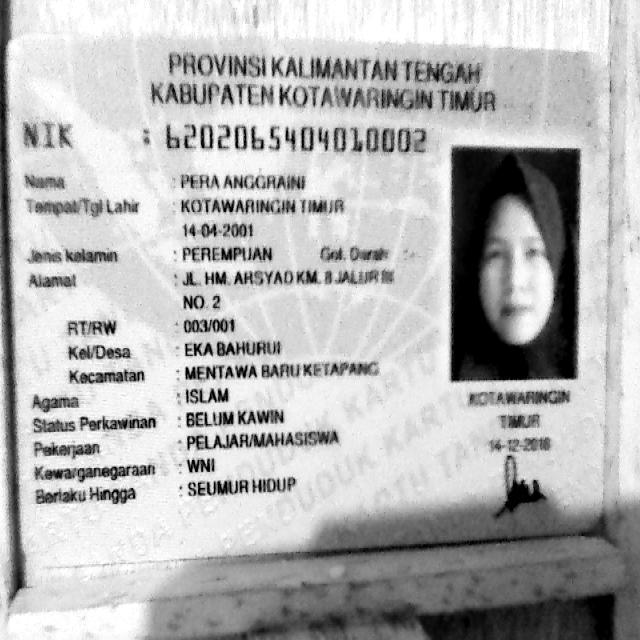 PROVINSI KALIMANTAN TENGAH
KABUPATEN KOTAWARINGIN TIMUR
NIK : 6202065404010002
Nama : PERA ANGGRAINI
Tempat/Tgl Lahir : KOTAWARINGIN TIMUR
14-04-2001
Jenis kelamin : PEREMPUAN Gol. Darah : -
Alamat : JL. HM. ARSYAD KM. 8 JALUR III
NO. 2
RT/RW : 003/001
Kel/Desa : EKA BAHURUI
Kecamatan : MENTAWA BARU KETAPANG
Agama : ISLAM
Status Perkawinan : BELUM KAWIN
Pekerjaan : PELAJAR/MAHASISWA
Kewarganegaraan : WNI
Berlaku Hingga : SEUMUR HIDUP
KOTAWARINGIN
TIMUR
14-12-2018